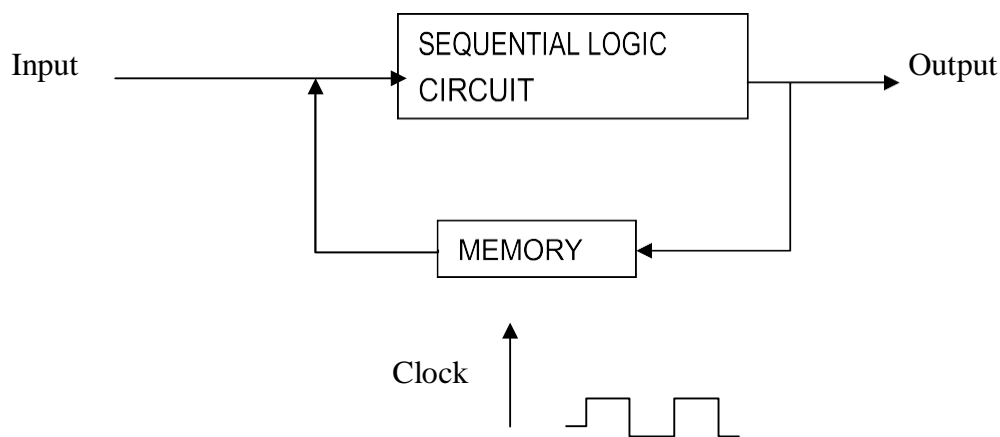 SEQUENTIAL LOGIC
CIRCUIT
Input
Output
MEMORY
Clock